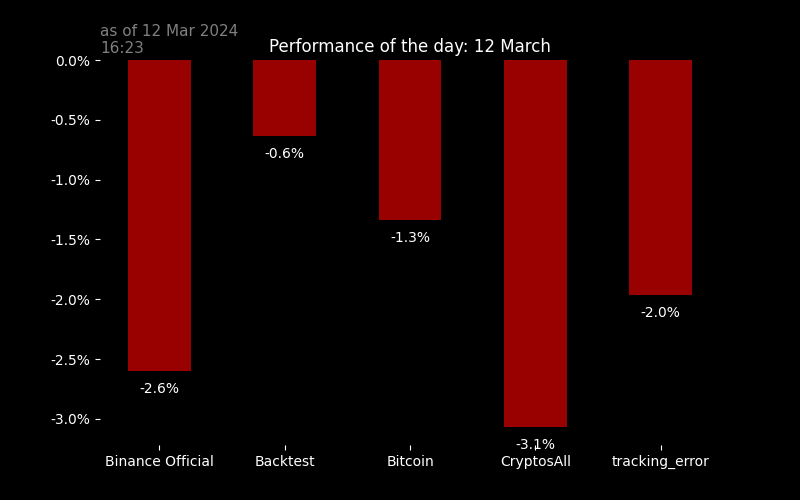 as of 12 Mar 2024
16:23
Performance of the day: 12 March
0.0%
-0.5%
-1.0%
-1.5%
-2.0%
-2.5%
-3.0%
-2.6%
-0.6%
-1.3%
-3.1%
-2.0%
Binance Official
Backtest
Bitcoin
CryptosAll
tracking_error